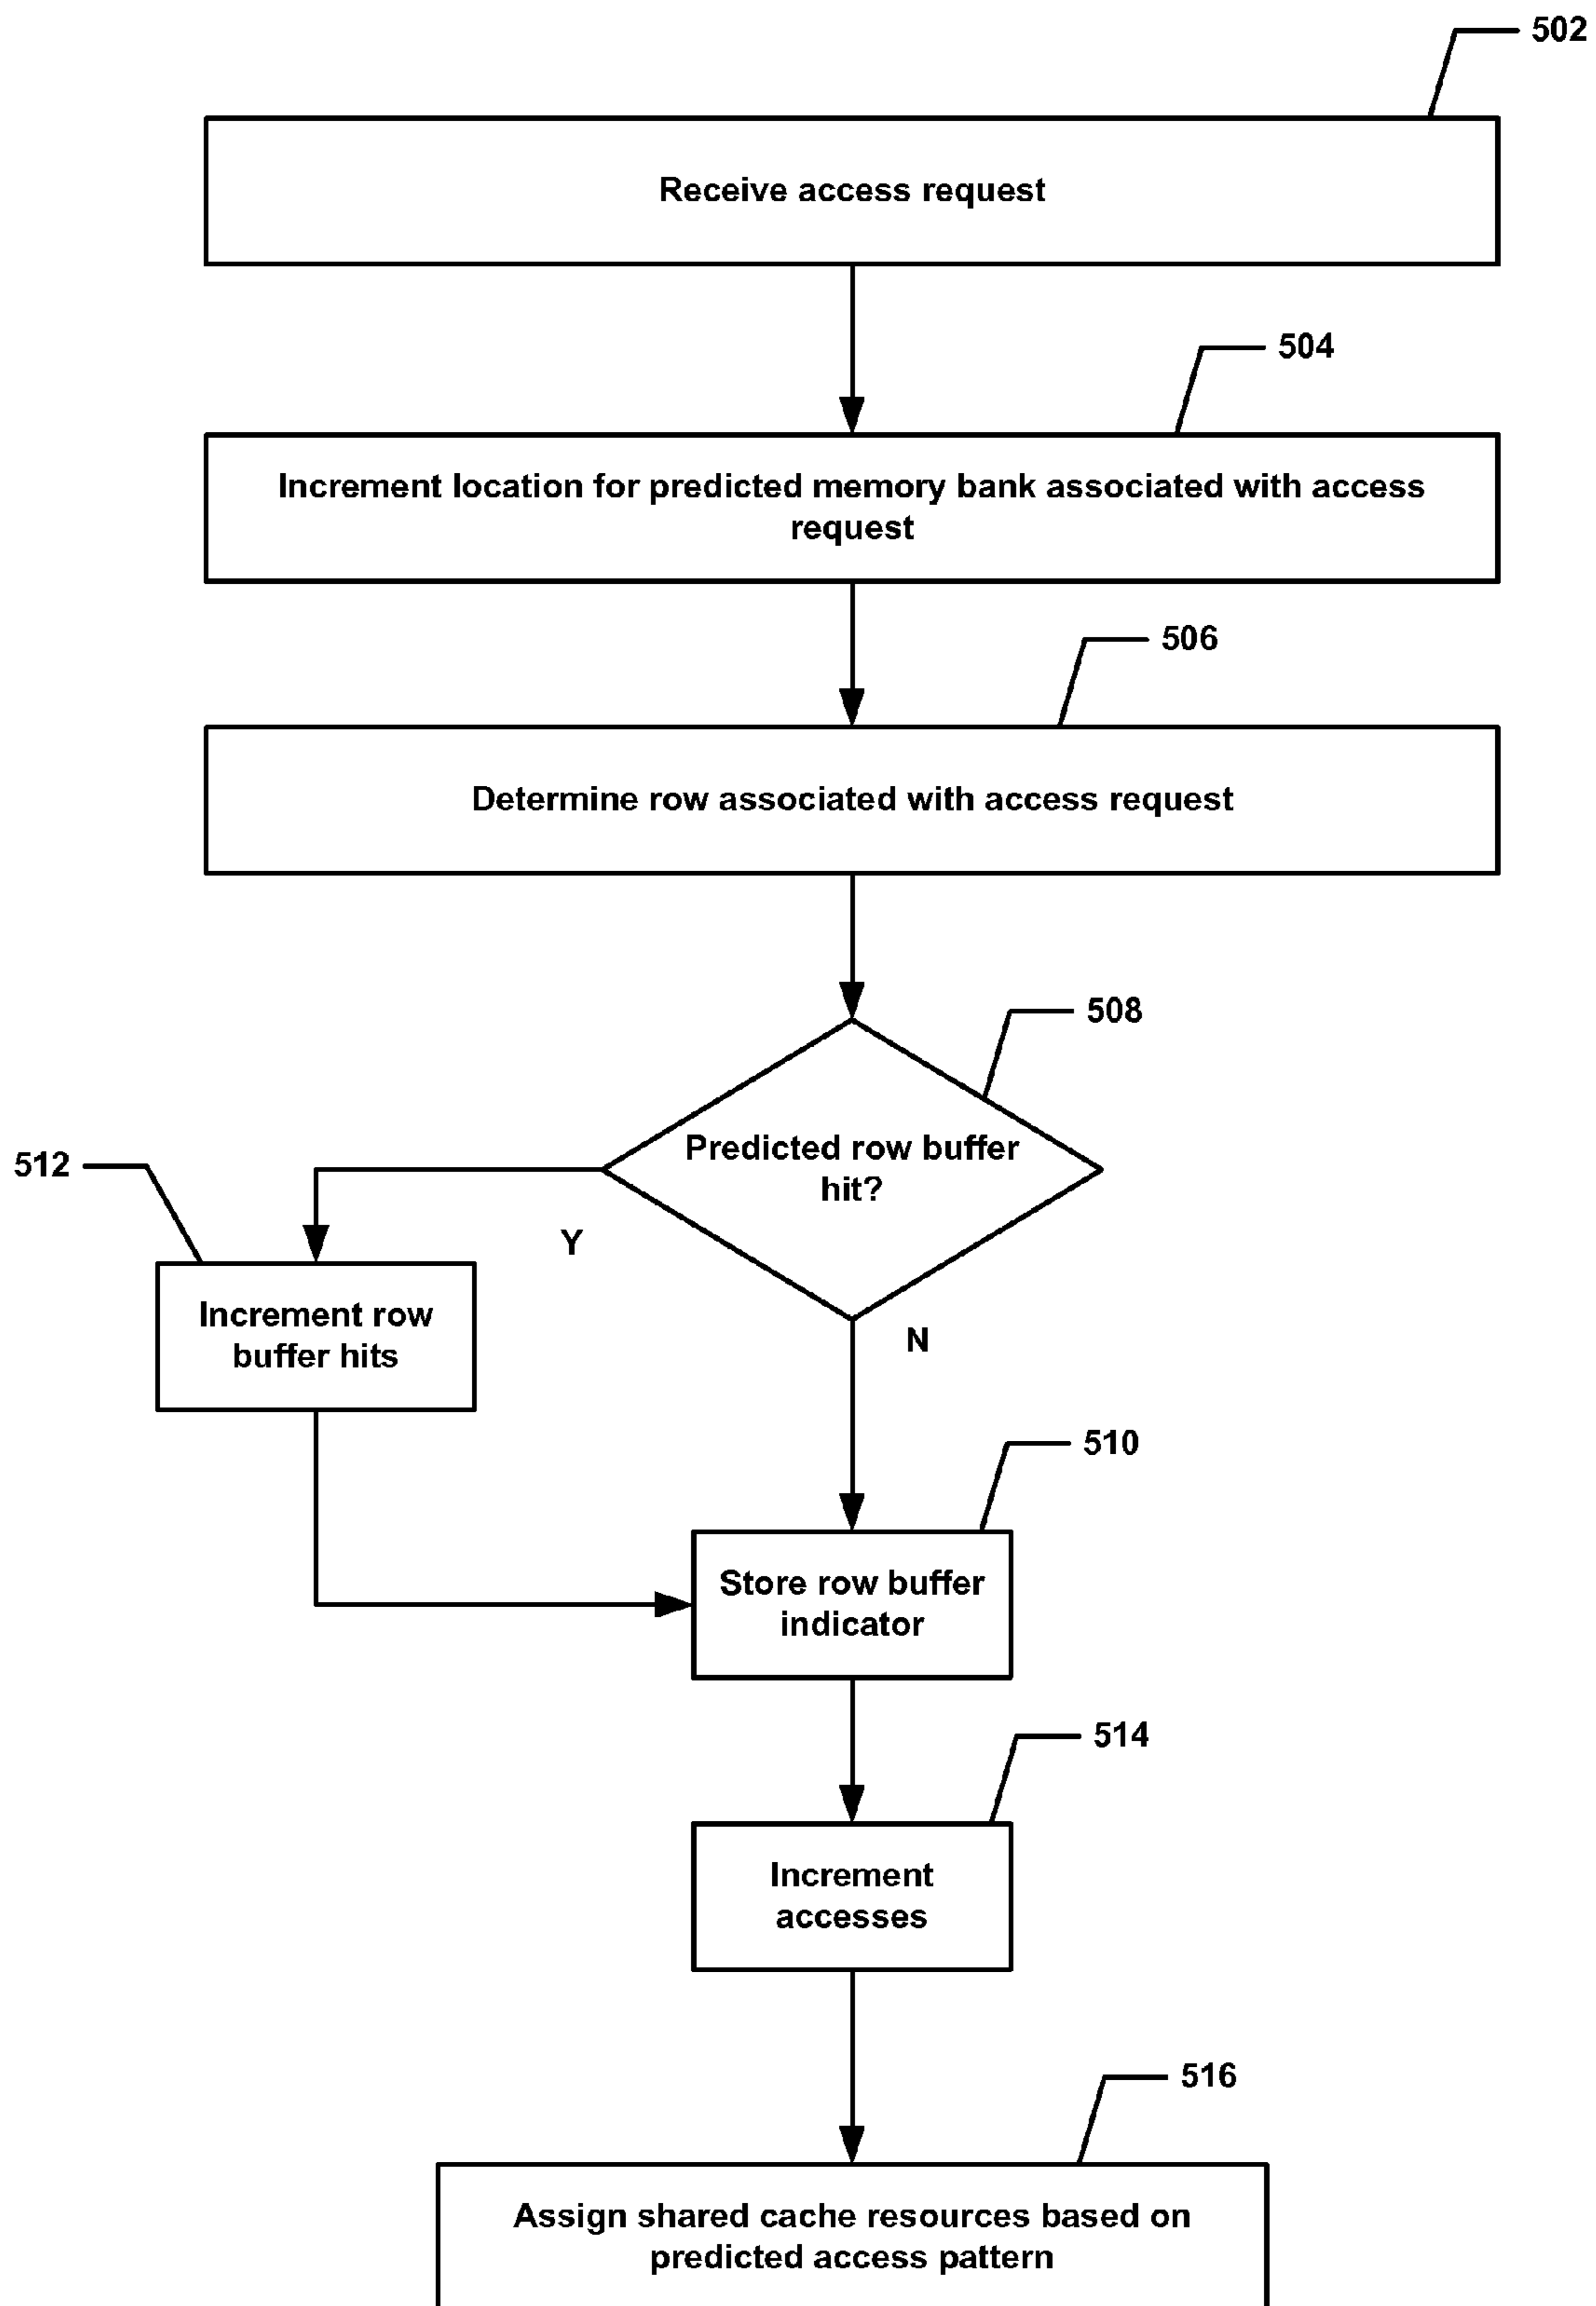 502
Receive access request
504
Increment location for predicted memory bank associated with access
request
506
Determine row associated with access request
508
Predicted row buffer
hit?
512
Y
Increment row
buffer hits
N
510
Store row buffer
indicator
514
Increment
accesses
516
Assign shared cache resources based on
predicted access pattern